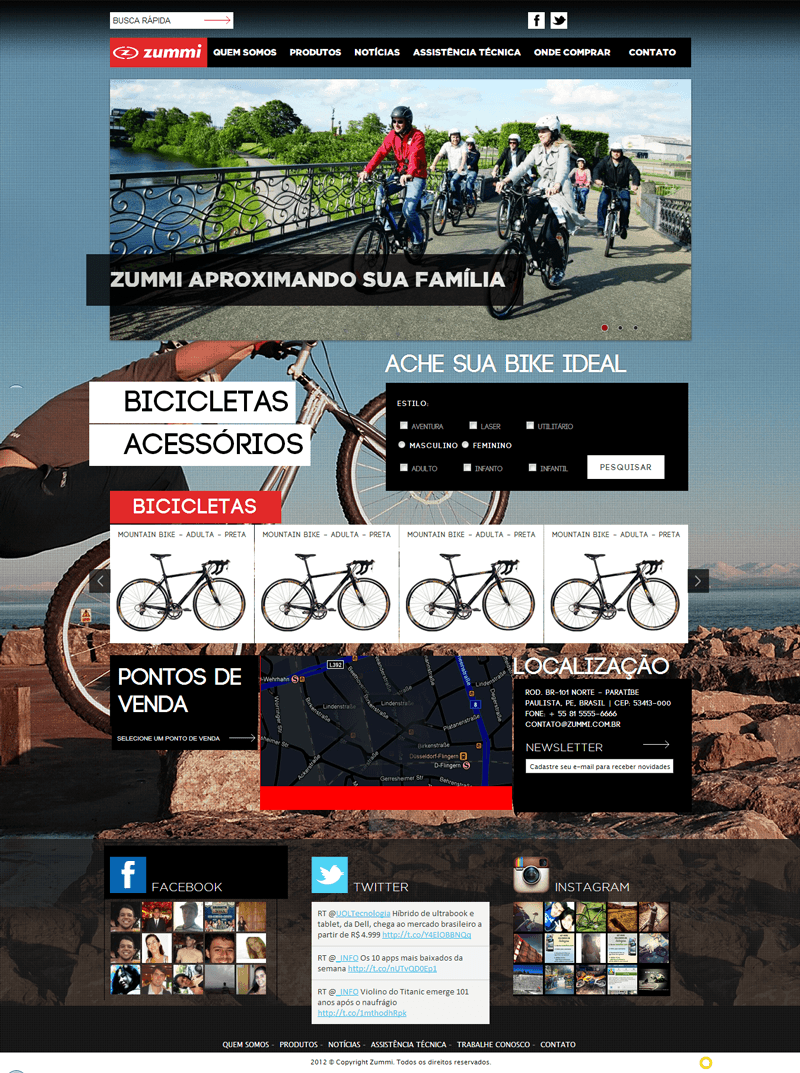 BUSCA RÁPIDA
zummi
QUEM SOMOS PRODUTOS NOTÍCIAS ASSISTÊNCIA TÉCNICA ONDE COMPRAR CONTATO
ZUMMI APROXIMANDO SUA FAMÍLIA
ACHE SUA BIKE IDEAL
BICICLETAS
ACESSÓRIOS
ESTILO:
AVENTURA LASER UTILITÁRIO
MASCULINO FEMININO
ADULTO INFANTO INFANTIL PESQUISAR
BICICLETAS
MOUNTAIN BIKE - ADULTA - PRETA MOUNTAIN BIKE - ADULTA - PRETA MOUNTAIN BIKE - ADULTA - PRETA MOUNTAIN BIKE - ADULTA - PRETA
PONTOS DE
VENDA
SELECIONE UM PONTO DE VENDA
L392
Wehrhahn
Lindenstraße
Birkenstraße
Lindenstraße
Platanenstraße
8
Birkenstraße
Düsseldorf-Flingern
D-Flingern
Gerresheimer Str
Ackerstraße
Behrenstraße
LOCALIZAÇÃO
ROD. BR-101 NORTE - PARATIBE
PAULISTA, PE, BRASIL | CEP: 53413-000
FONE: + 55 81 5555-6666
CONTATO@ZUMMI.COM.BR
NEWSLETTER
Cadastre seu e-mail para receber novidades
FACEBOOK
TWITTER
RT @UOLTecnologia Híbrido de ultrabook e
tablet, da Dell, chega ao mercado brasileiro a
partir de R$ 4.999 http://t.co/Y4ElOBBNQq
RT @_INFO Os 10 apps mais baixados da
semana http://t.co/nUTvQD0Ep1
RT @_INFO Violino do Titanic emerge 101
anos após o naufrágio
http://t.co/1mthodhRpk
INSTAGRAM
QUEM SOMOS - PRODUTOS - NOTÍCIAS - ASSISTÊNCIA TÉCNICA - TRABALHE CONOSCO - CONTATO
2012 © Copyright Zummi. Todos os direitos reservados.